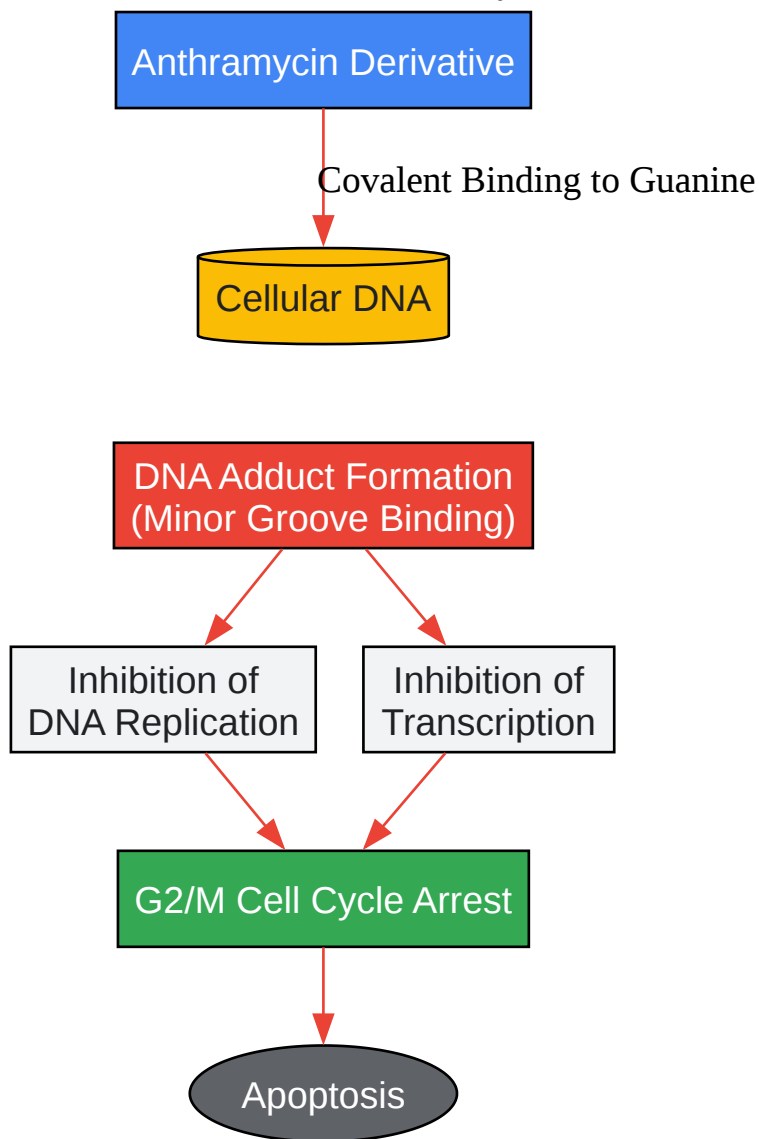 Anthramycin Derivative
Covalent Binding to Guanine
Cellular DNA
DNA Adduct Formation
(Minor Groove Binding)
Inhibition of
DNA Replication
Inhibition of
Transcription
G2/M Cell Cycle Arrest
Apoptosis